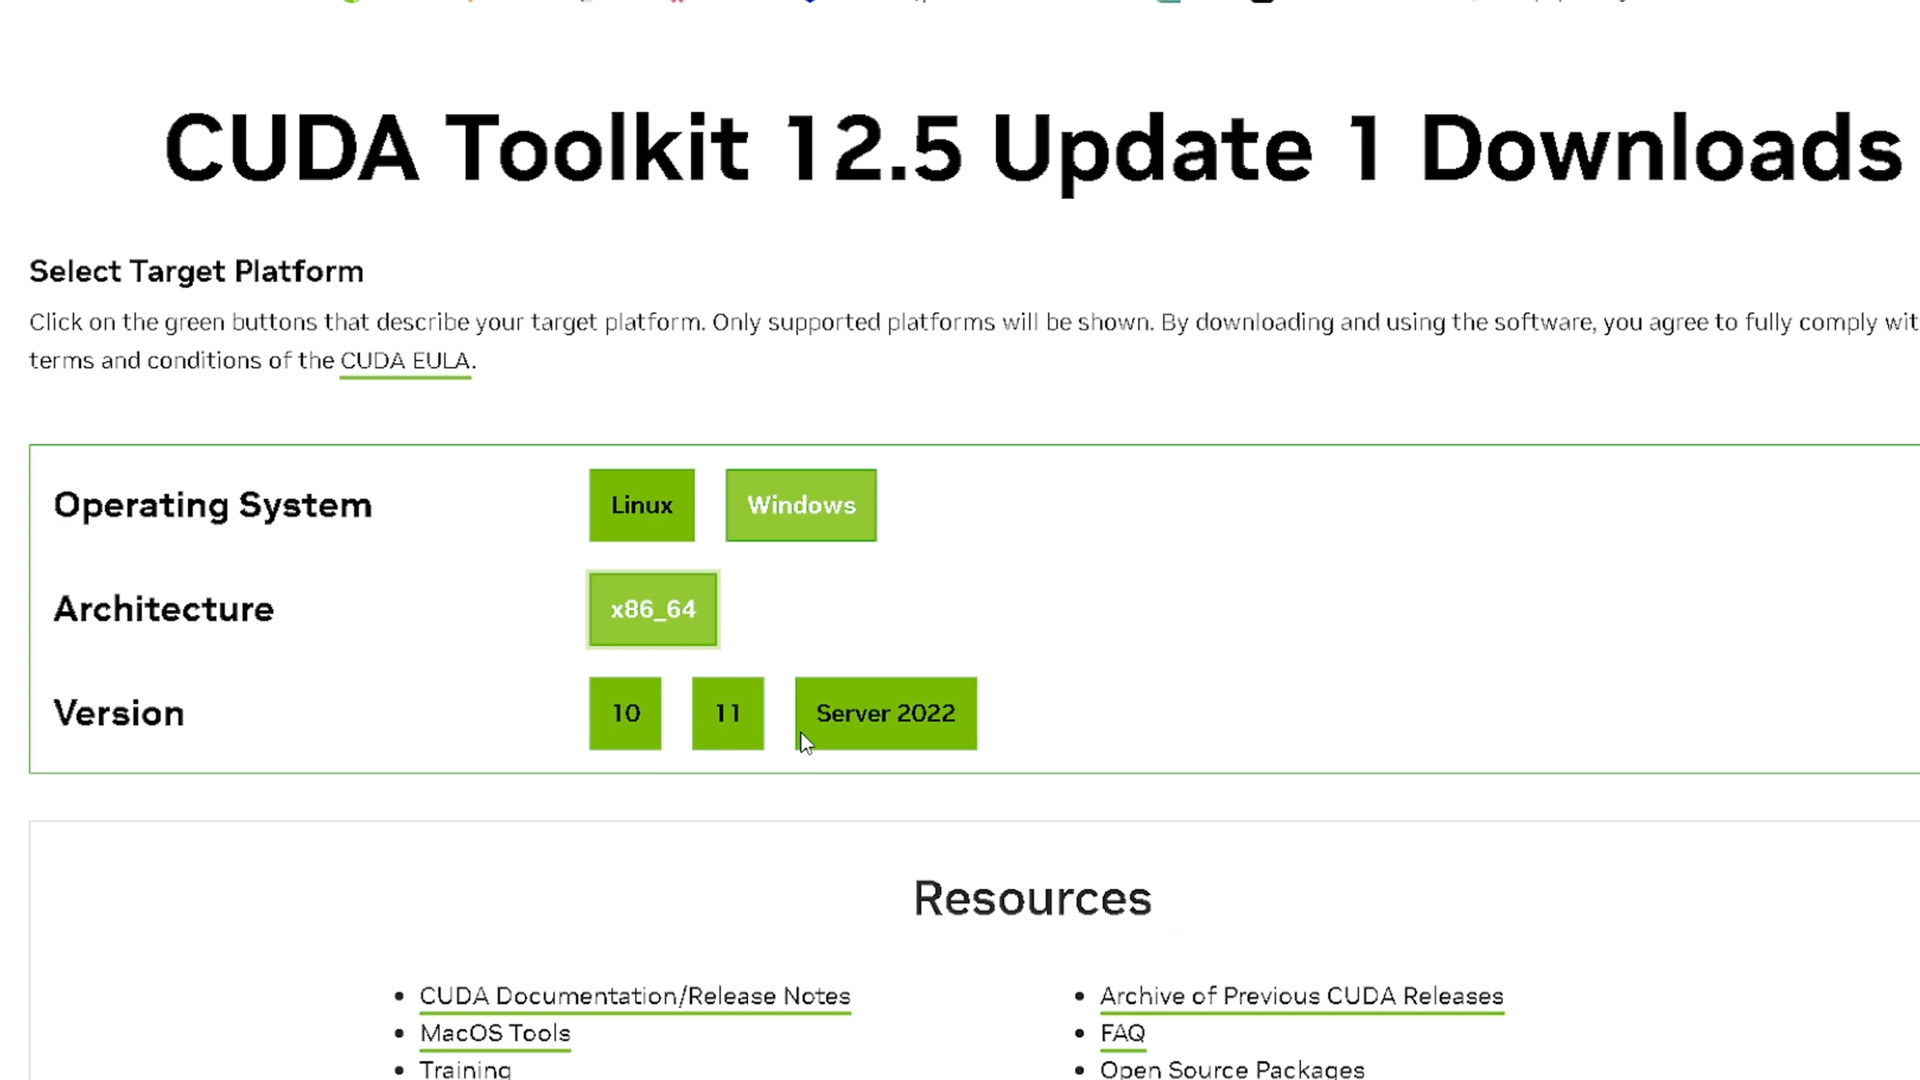 CUDA Toolkit 12.5 Update 1 Downloads
Select Target Platform
Click on the green buttons that describe your target platform. Only supported platforms will be shown. By downloading and using the software, you agree to fully comply wit
terms and conditions of the CUDA EULA.
Operating System
Linux
Windows
Architecture
x86_64
Version
10
11
Server 2022
Resources
CUDA Documentation/Release Notes
MacOS Tools
Training
Archive of Previous CUDA Releases
FAQ
Open Source Packages